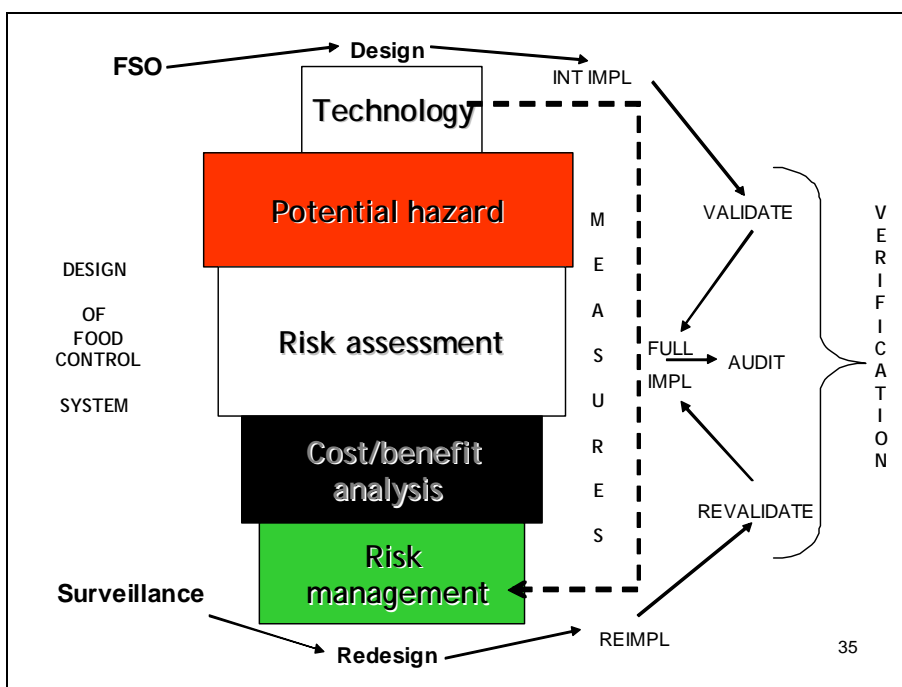 FSO
Design
INT IMPL
Technology
Potential hazard
Risk assessment
Cost/benefit
analysis
Risk
management
DESIGN
OF
FOOD
CONTROL
SYSTEM
M
E
A
S
U
R
E
S
VALIDATE
FULL
IMPL
AUDIT
REVALIDATE
V
E
R
I
F
I
C
A
T
I
O
N
Surveillance
Redesign
REIMPL
35